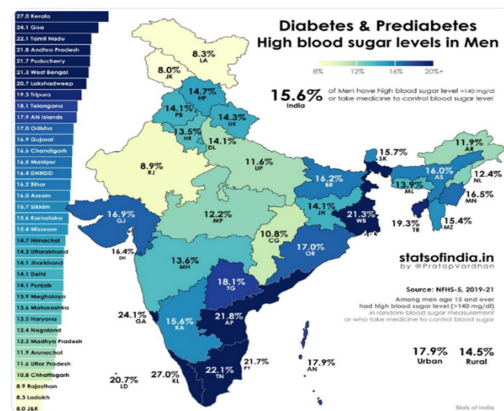 27.0 Kerala
24.1 Goa
22.1 Tamil Nadu
21.8 Andhra Pradesh
21.7 Puducherry
21.3 West Bengal
20.7 Lakshadweep
19.3 Tripura
18.1 Telangana
17.9 AN Islands
17.0 Odisha
16.9 Gujarat
16.6 Chandigarh
16.5 Manipur
16.4 DNHDD
16.2 Bihar
16.0 Assam
15.7 Sikkim
15.6 Karnataka
15.4 Mizoram
14.7 Himachal
14.3 Uttarakhand
14.1 Jharkhand
14.1 Delhi
14.1 Punjab
13.9 Meghalaya
13.6 Maharashtra
13.5 Haryana
12.4 Nagaland
12.2 Madhya Pradesh
11.9 Arunachal
11.6 Uttar Pradesh
10.8 Chhattisgarh
8.9 Rajasthan
8.3 Ladakh
8.0 J&K
Diabetes & Prediabetes
High blood sugar levels in Men
8% 12% 16% 20%+
15.6%
India
of Men have high blood sugar level >140 mg/dl
or take medicine to control blood sugar level
8.3%
LA
8.0%
JK
14.7%
HP
14.1%
PB
14.3%
UK
13.5%
HR
14.1%
DL
8.9%
RJ
11.6%
UP
16.2%
BR
15.7%
SK
11.9%
AR
16.0%
AS
12.4%
NL
13.9%
ML
16.5%
MN
19.3%
TR
15.4%
MZ
16.9%
GJ
12.2%
MP
14.1%
JH
21.3%
WB
10.8%
CG
17.0%
OR
16.4%
DH
13.6%
MH
18.1%
TG
24.1%
GA
15.6%
KA
21.8%
AP
20.7%
LD
27.0%
KL
22.1%
TN
21.7%
PY
17.9%
AN
statsofindia.in
by @PratapVardhan
Source: NFHS-5, 2019-21
Among men age 15 and over
had high blood sugar level (>140 mg/dl)
in random blood sugar measurement
or who take medicine to control blood sugar
17.9%
Urban
14.5%
Rural
Stats of India